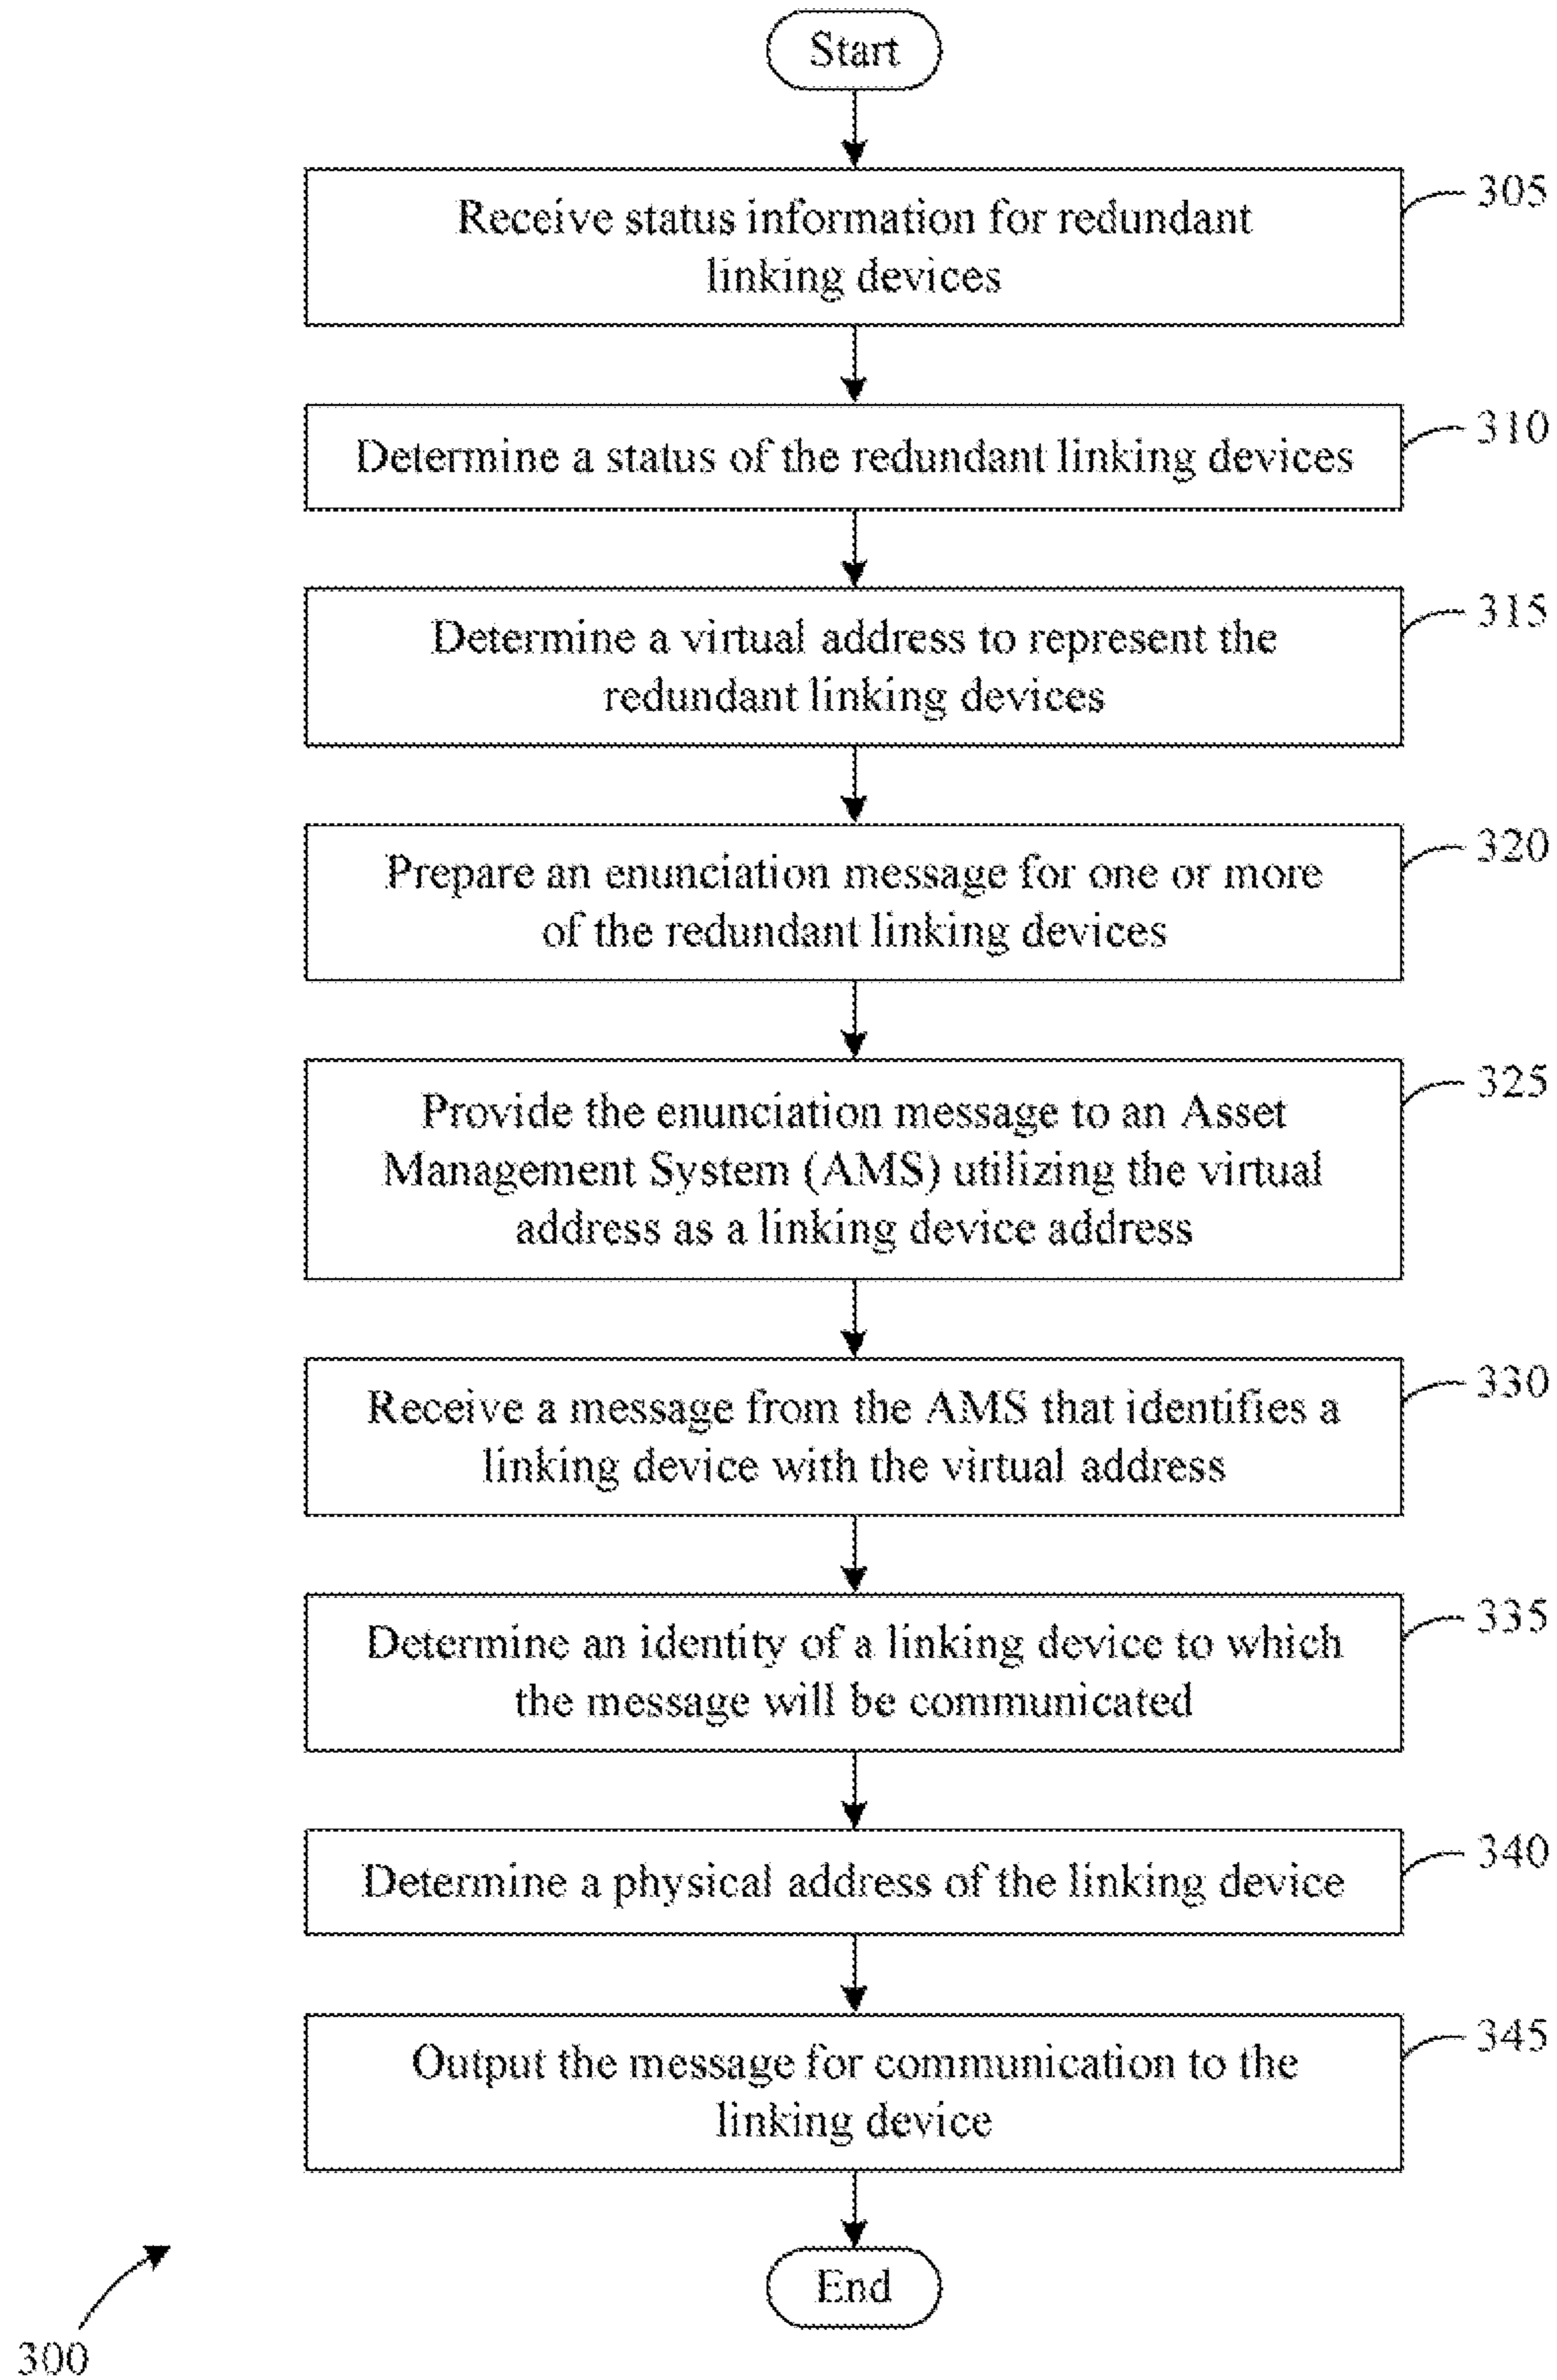 Start
Receive status information for redundant
linking devices
305
Determine a status of the redundant linking devices
310
Determine a virtual address to represent the
redundant linking devices
315
Prepare an enunciation message for one or more
of the redundant linking devices
320
Provide the enunciation message to an Asset
Management System (AMS) utilizing the virtual
address as a linking device address
325
Receive a message from the AMS that identifies a
linking device with the virtual address
330
Determine an identity of a linking device to which
the message will be communicated
335
Determine a physical address of the linking device
340
Output the message for communication to the
linking device
345
End
300